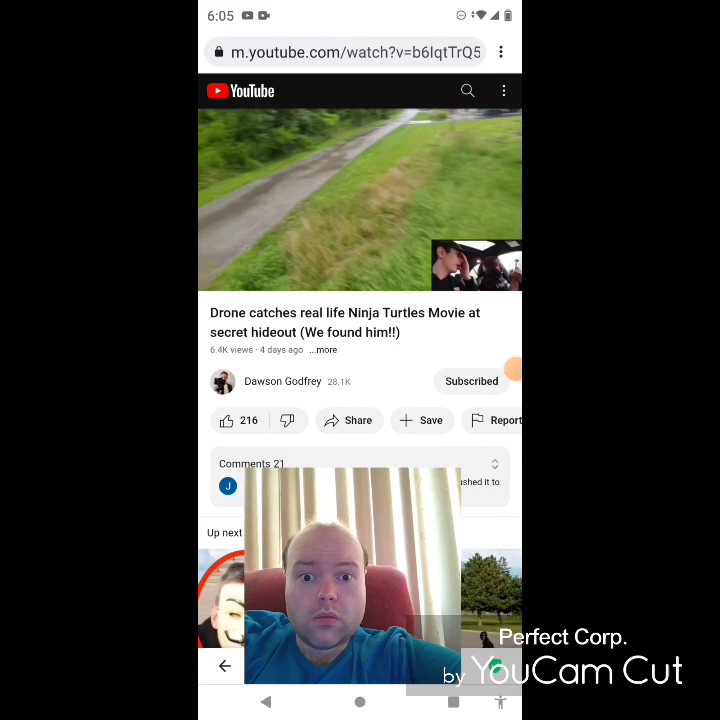 6:05
m.youtube.com/watch?v=b6IqtTrQ5
YouTube
Drone catches real life Ninja Turtles Movie at
secret hideout (We found him!!)
6.4K views · 4 days ago ...more
Dawson Godfrey 28.1K
Subscribed
216
Share
Save
Report
Comments 21
J
ushed it to
Up next
Perfect Corp.
by YouCam Cut